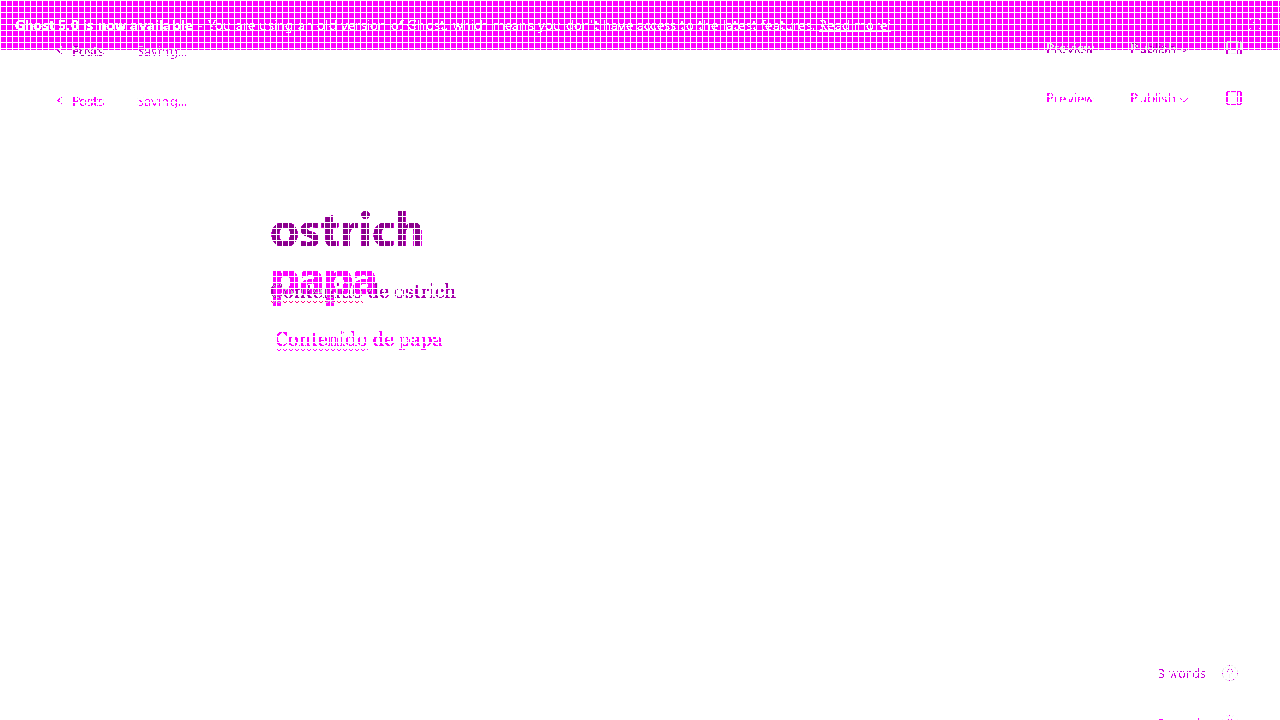 Ghost 5.0 is now available - You are using an old version of Ghost, which means you don't have access to the latest features. Read more!
Posts Saving... Preview Publish
Posts Saving... Preview Publish
ostrich
papa
Contenido de ostrich
Contenido de papa
3 words